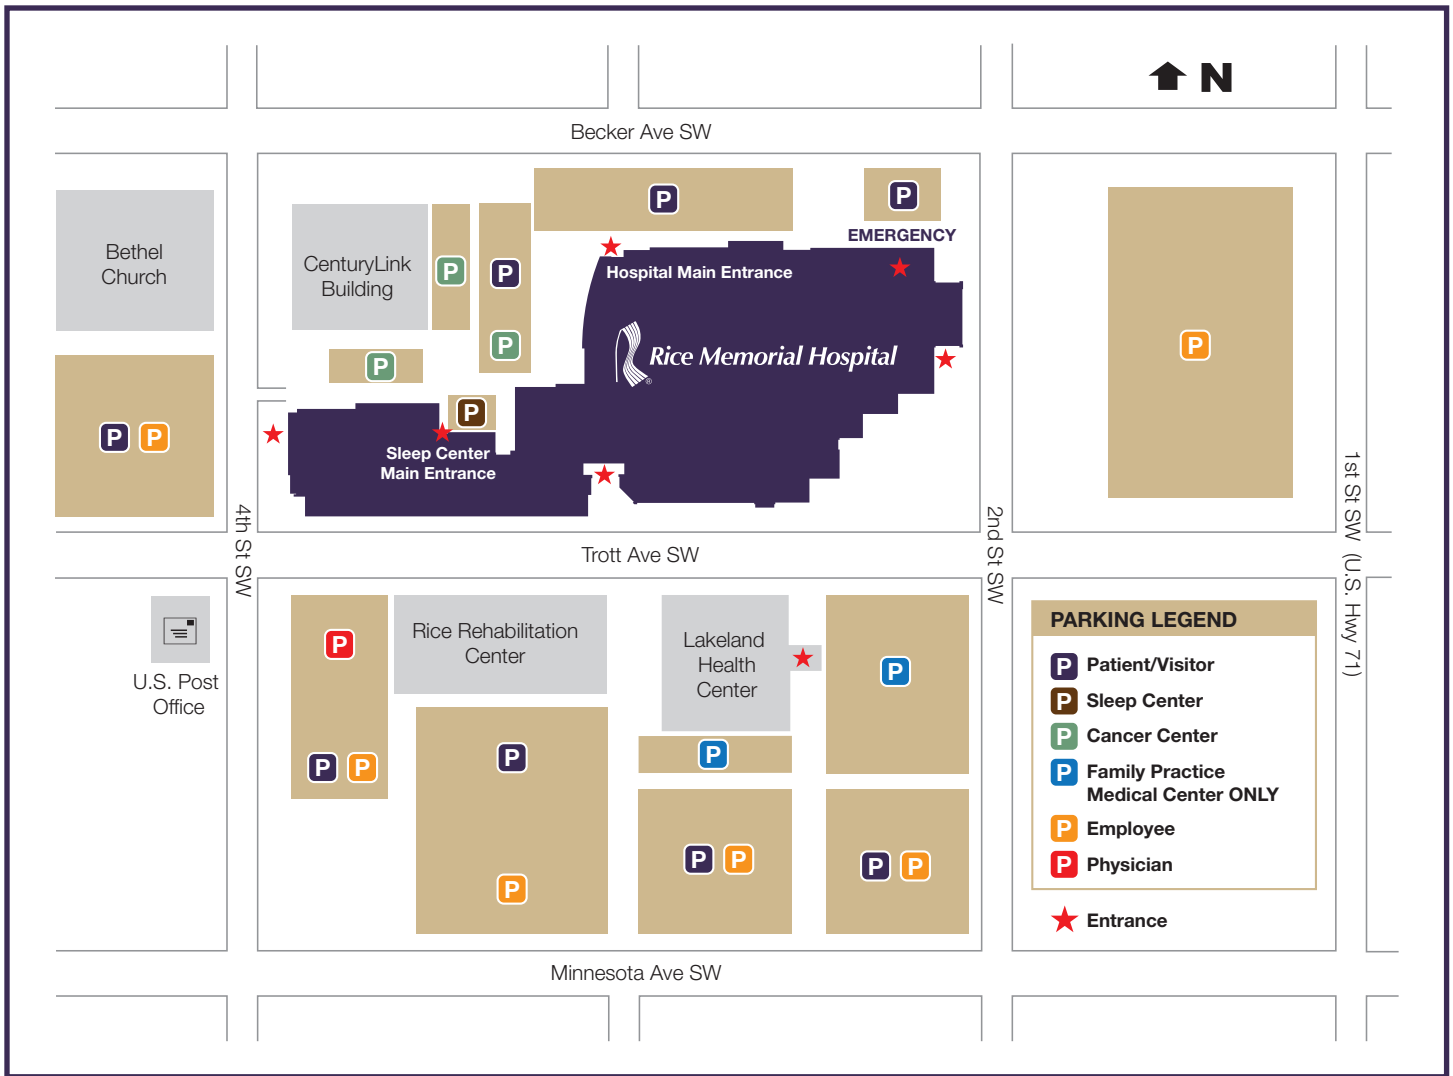 N
Becker Ave SW
P
P
EMERGENCY
Bethel
Church
CenturyLink
Building
P
P
Hospital Main Entrance
P
P
Rice Memorial Hospital
®
P
P
P
P
P
Sleep Center
Main Entrance
4th St SW
2nd St SW
1st St SW (U.S. Hwy 71)
Trott Ave SW
U.S. Post
Office
P
Rice Rehabilitation
Center
Lakeland
Health
Center
P
P
P
P
P
P
P
P
P
P
P
PARKING LEGEND
P Patient/Visitor
P Sleep Center
P Cancer Center
P Family Practice
Medical Center ONLY
P Employee
P Physician
Entrance
Minnesota Ave SW